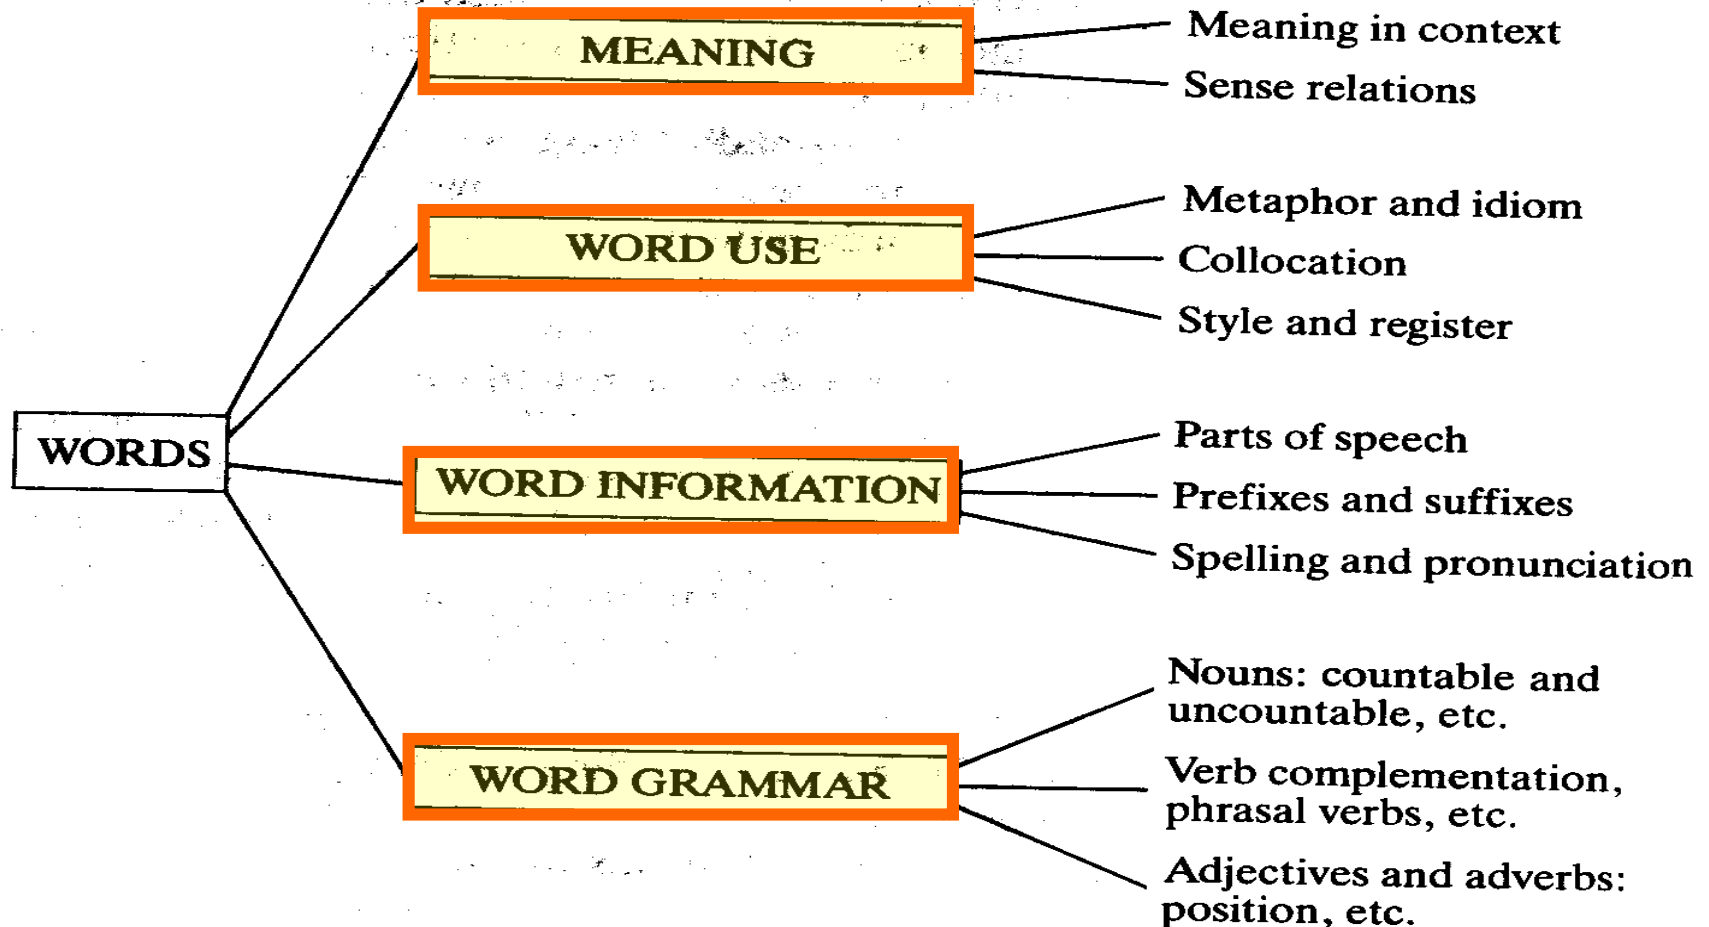 MEANING
Meaning in context
Sense relations
WORD USE
Metaphor and idiom
Collocation
Style and register
WORDS
WORD INFORMATION
Parts of speech
Prefixes and suffixes
Spelling and pronunciation
WORD GRAMMAR
Nouns: countable and
uncountable, etc.
Verb complementation,
phrasal verbs, etc.
Adjectives and adverbs:
position, etc.